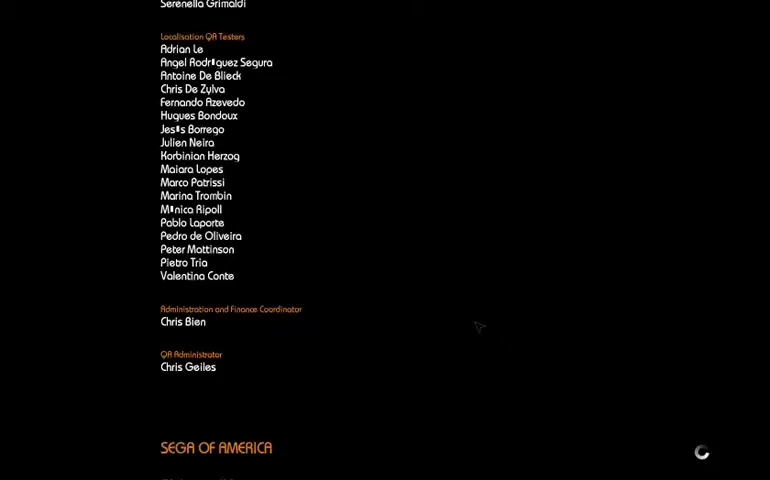 Serenella Grimaldi
Localisation QA Testers
Adrian Le
Angel Rodr▮guez Segura
Antoine De Blieck
Chris De Zylva
Fernando Azevedo
Hugues Bondoux
Jes▮s Borrego
Julien Neira
Korbinian Herzog
Maiara Lopes
Marco Patrissi
Marina Trombin
M▮nica Ripoll
Pablo Laporte
Pedro de Oliveira
Peter Mattinson
Pietro Tria
Valentina Conte
Administration and Finance Coordinator
Chris Bien
QA Administrator
Chris Geiles
SEGA OF AMERICA